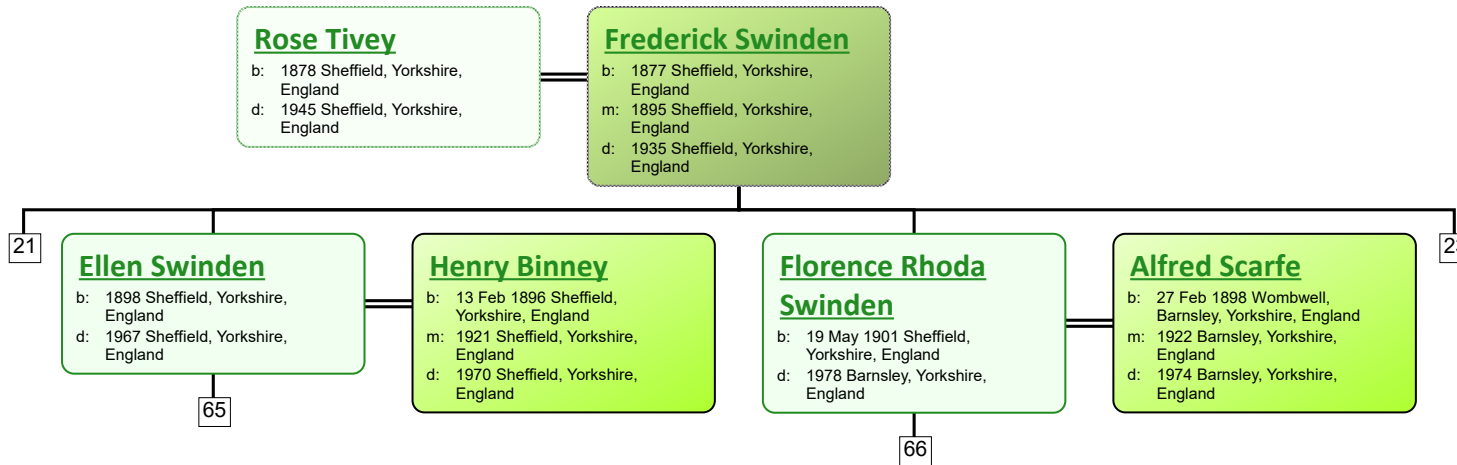 Rose Tivey
b: 1878 Sheffield, Yorkshire,
England
d: 1945 Sheffield, Yorkshire,
England
Frederick Swinden
b: 1877 Sheffield, Yorkshire,
England
m: 1895 Sheffield, Yorkshire,
England
d: 1935 Sheffield, Yorkshire,
England
21
Ellen Swinden
b: 1898 Sheffield, Yorkshire,
England
d: 1967 Sheffield, Yorkshire,
England
65
Henry Binney
b: 13 Feb 1896 Sheffield,
Yorkshire, England
m: 1921 Sheffield, Yorkshire,
England
d: 1970 Sheffield, Yorkshire,
England
Florence Rhoda
Swinden
b: 19 May 1901 Sheffield,
Yorkshire, England
d: 1978 Barnsley, Yorkshire,
England
66
Alfred Scarfe
b: 27 Feb 1898 Wombwell,
Barnsley, Yorkshire, England
m: 1922 Barnsley, Yorkshire,
England
d: 1974 Barnsley, Yorkshire,
England